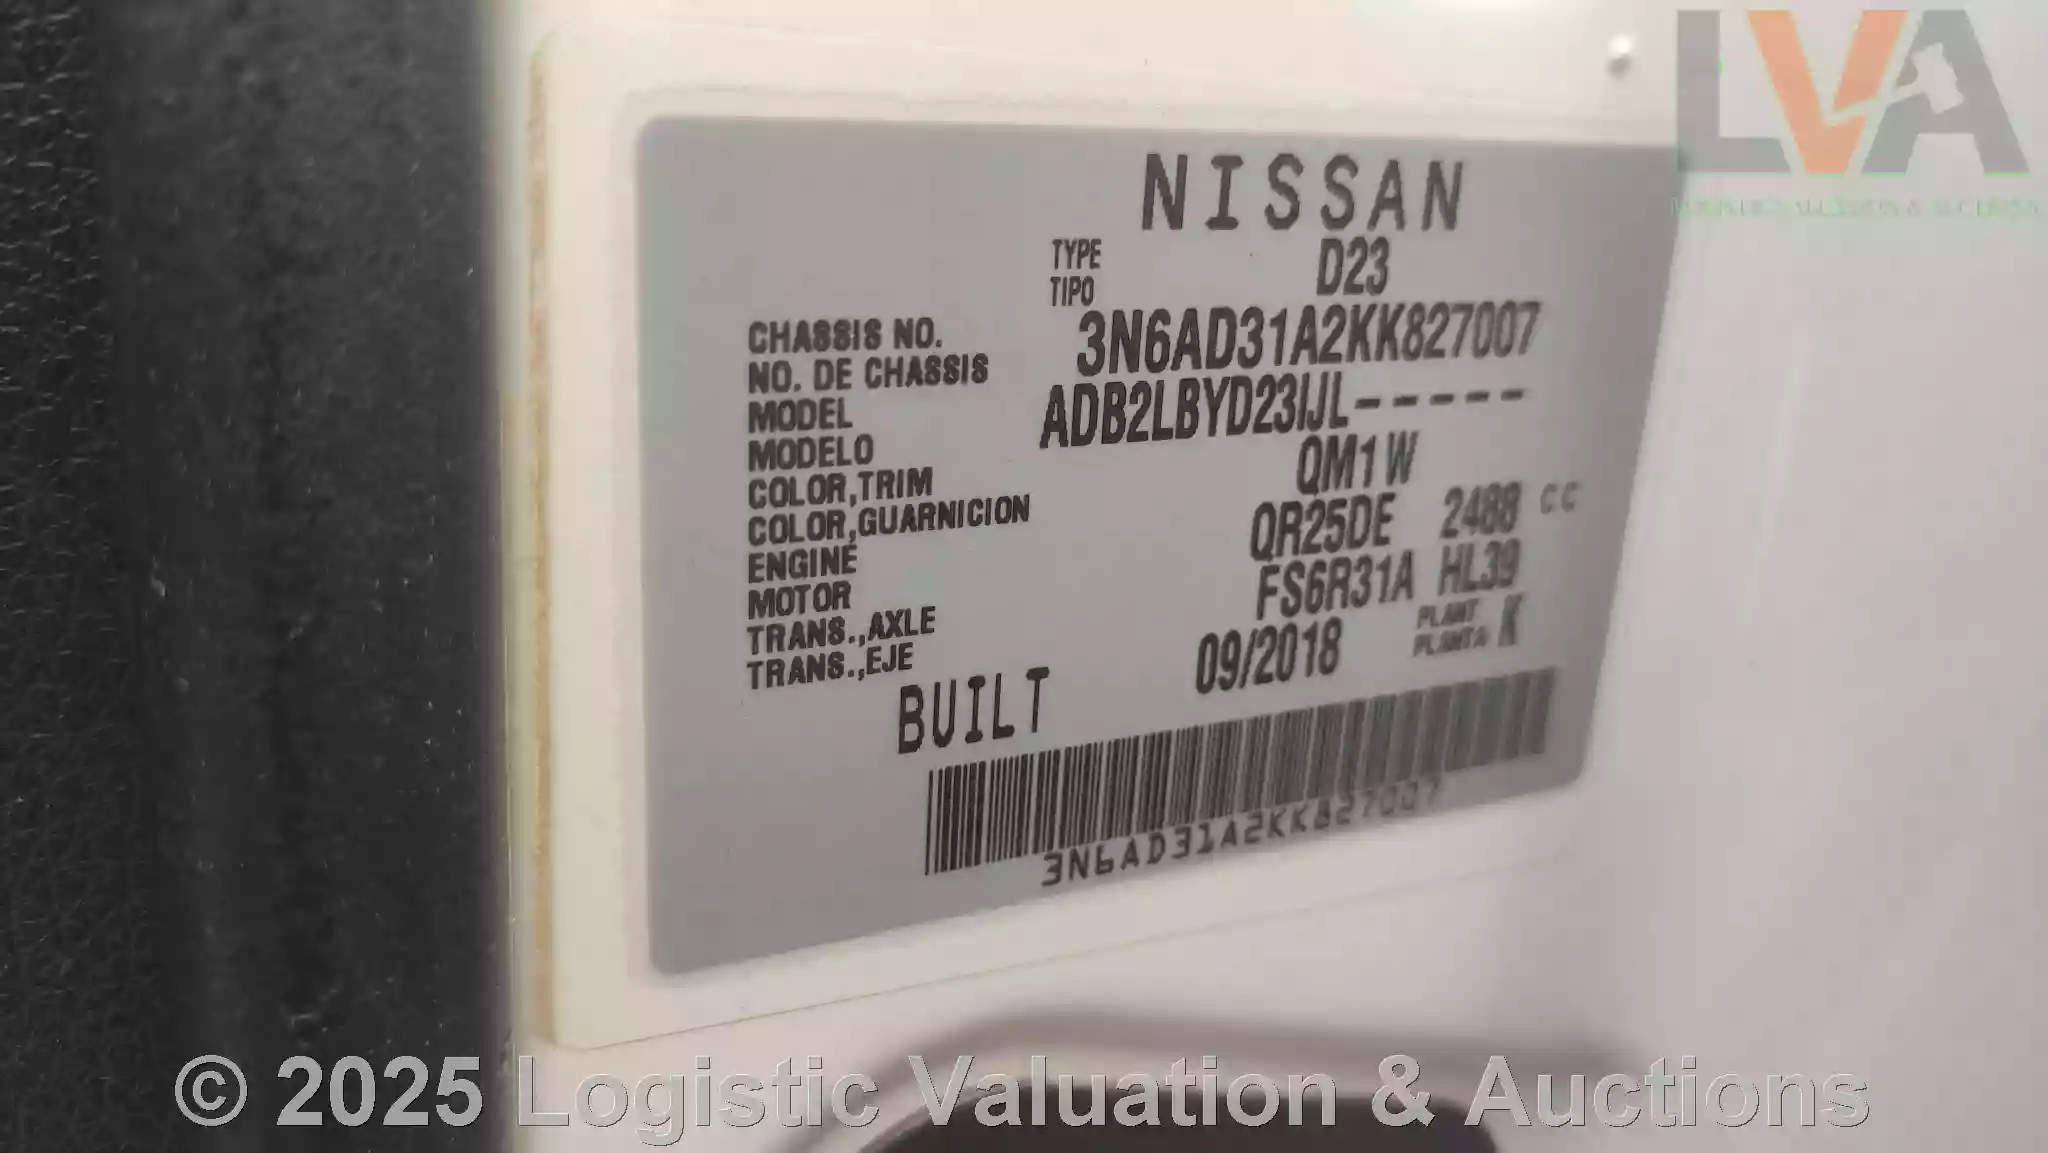 LVA
NISSAN
TYPE
TIPO D23
CHASSIS NO.
NO. DE CHASSIS 3N6AD31A2KK827007
MODEL
MODELO ADB2LBYD23IJL-----
COLOR,TRIM
COLOR,GUARNICION QM1W
ENGINE
MOTOR QR25DE 2488 CC
TRANS.,AXLE
TRANS.,EJE FS6R31A HL39
BUILT 09/2018 PLANT
PLANTA K
3N6AD31A2KK827007
© 2025 Logistic Valuation & Auctions